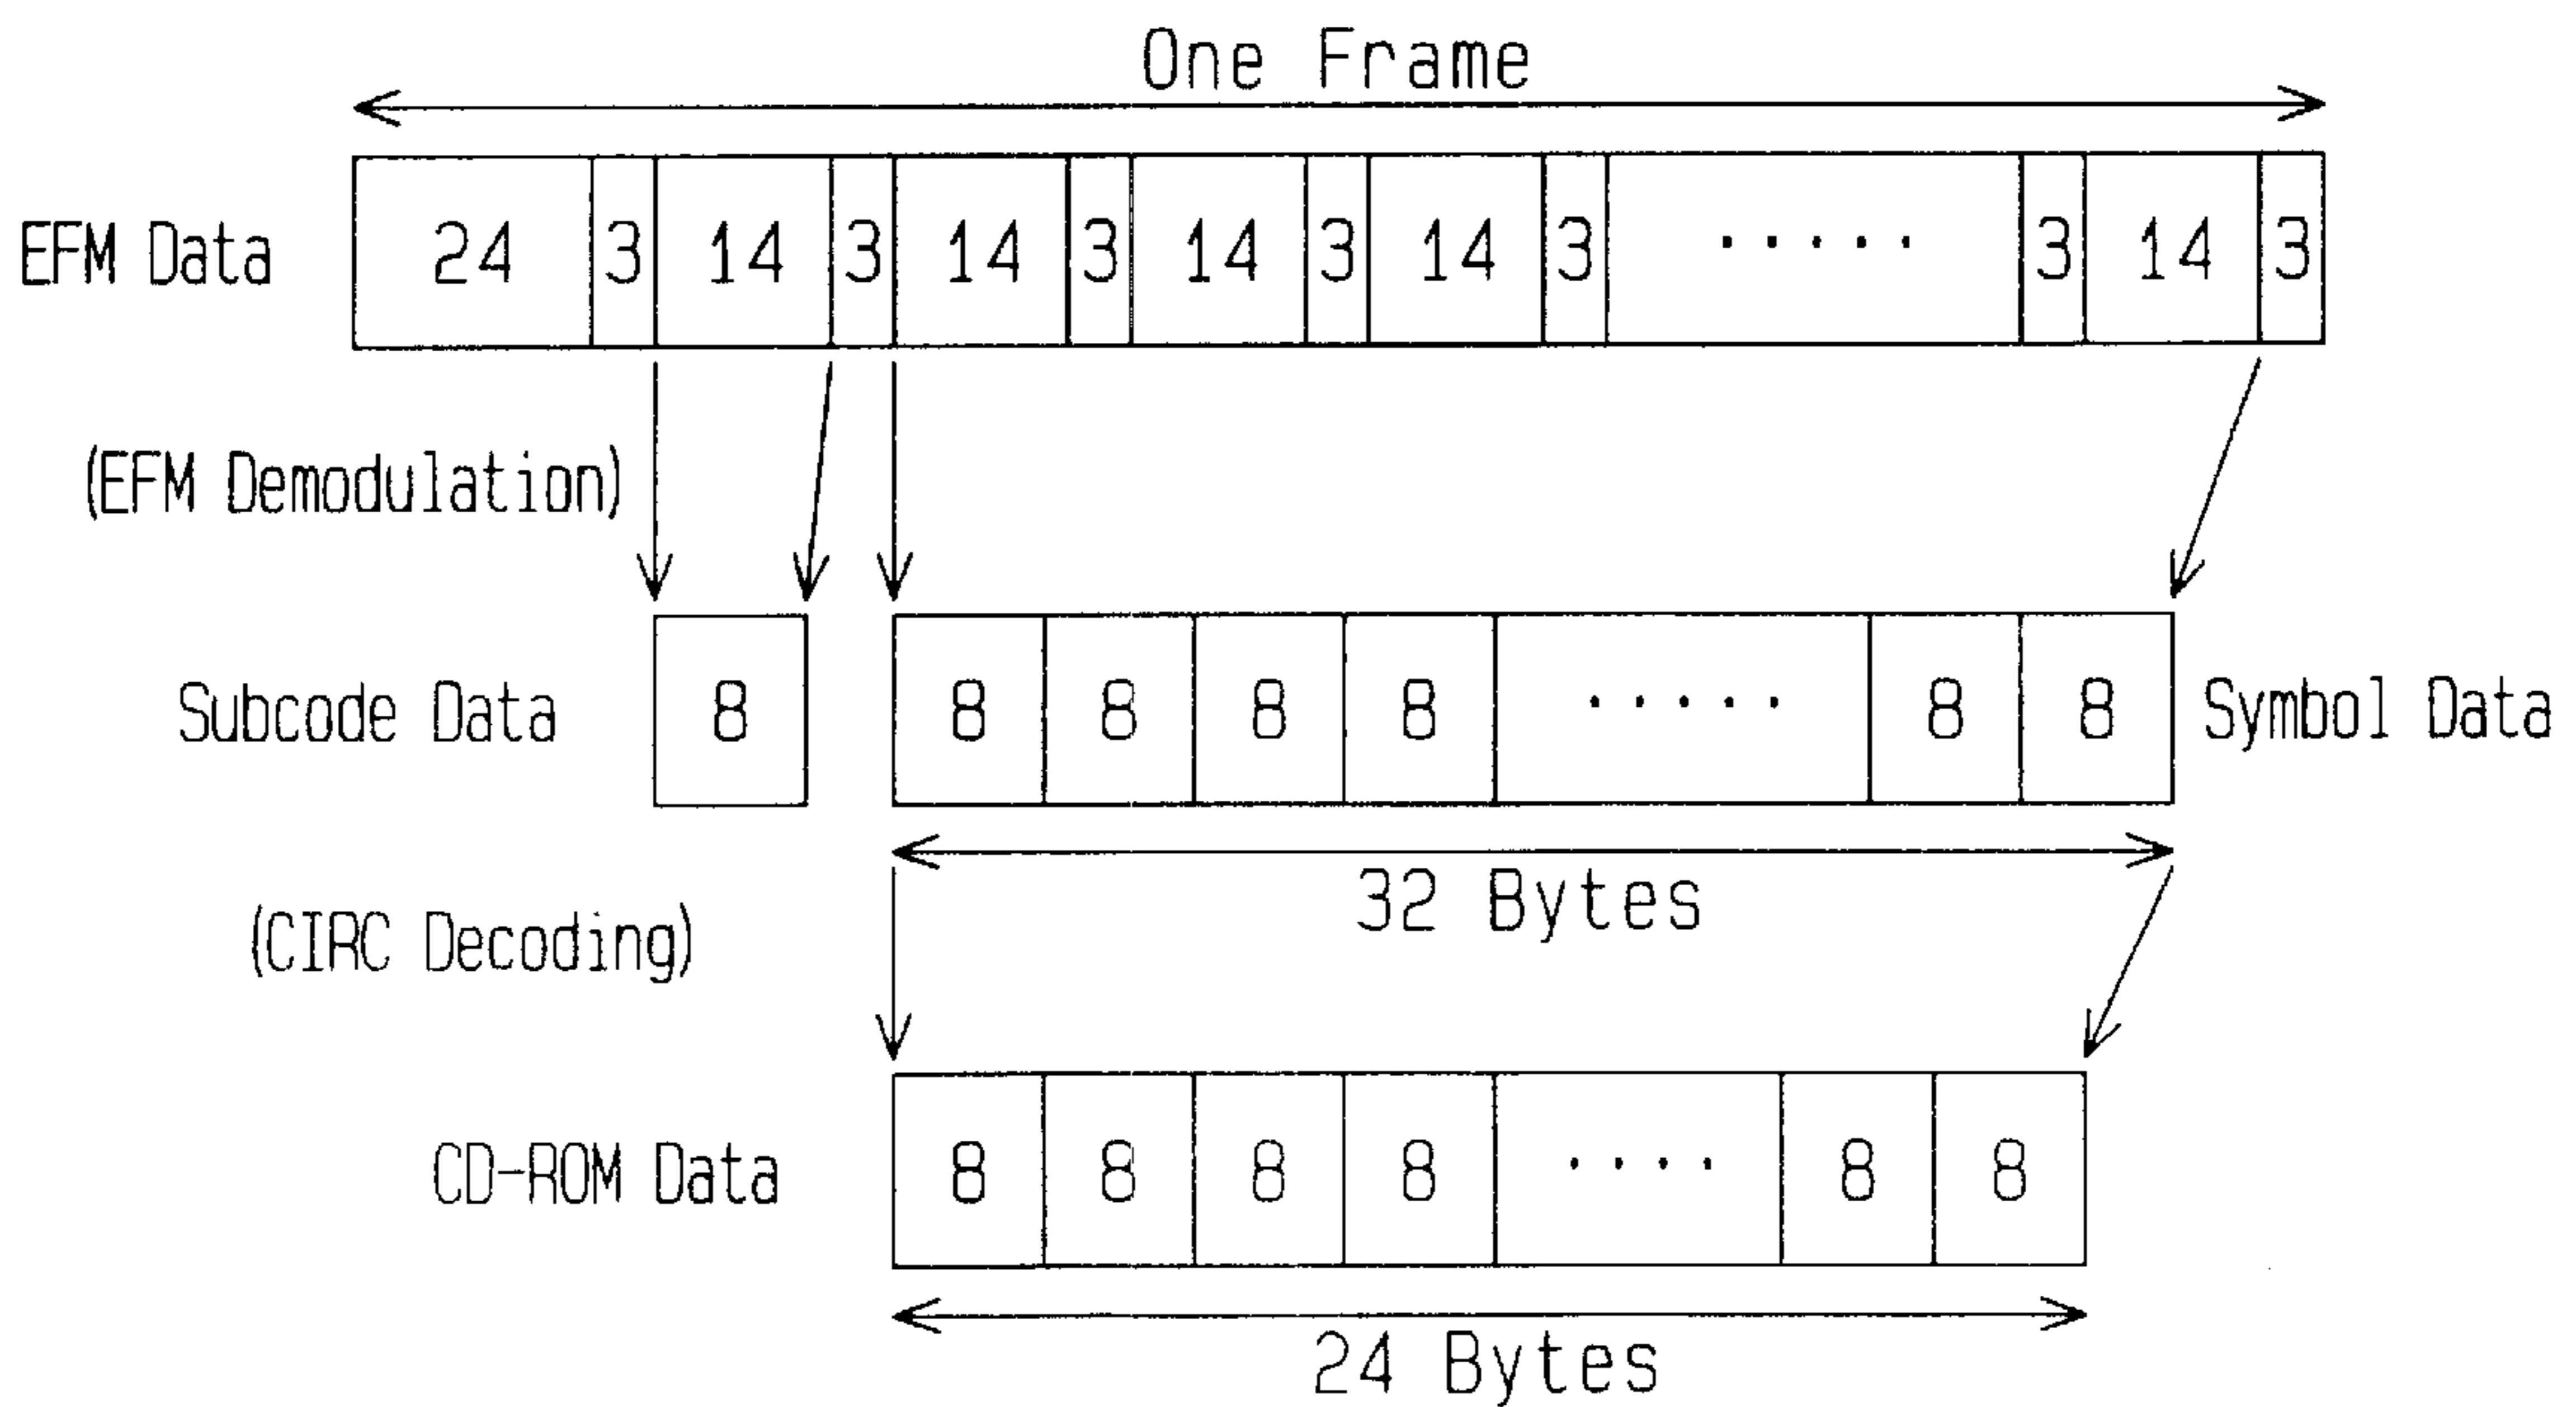 One Frame
EFM Data 24 3 14 3 14 3 14 3 14 3 ..... 3 14 3
(EFM Demodulation)
Subcode Data 8 8 8 8 8 ..... 8 8 Symbol Data
32 Bytes
(CIRC Decoding)
CD-ROM Data 8 8 8 8 .... 8 8
24 Bytes